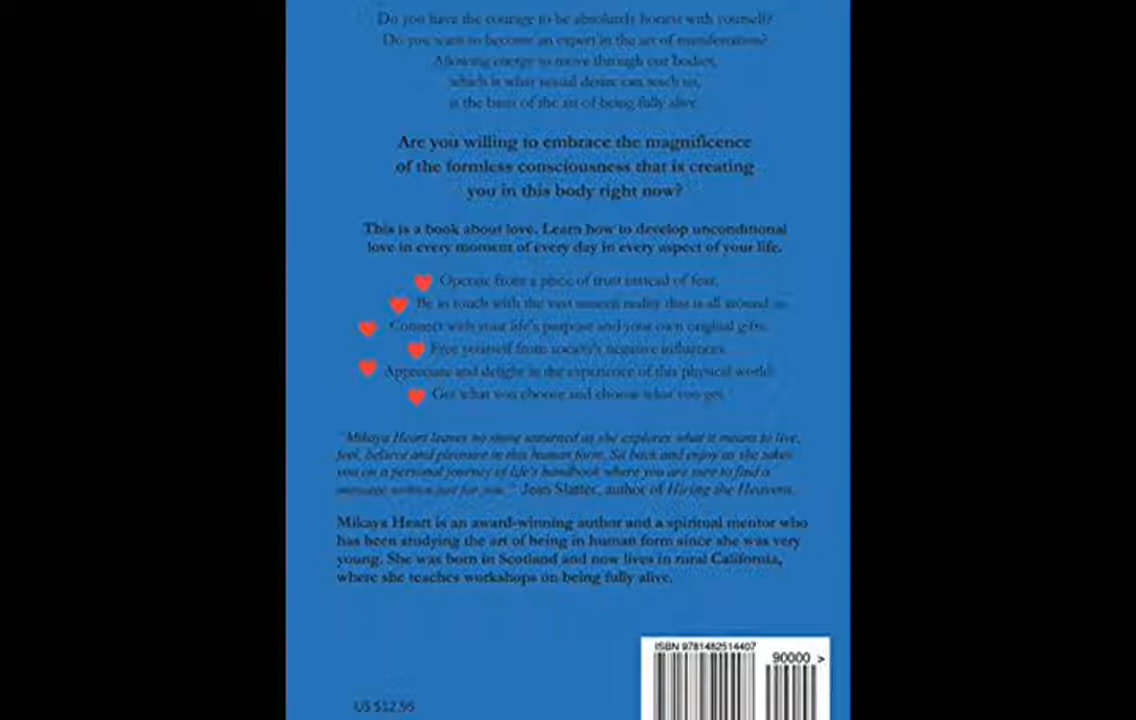 Do you have the courage to be absolutely honest with yourself?
Do you want to become an expert in the art of manifestation?
Allowing energy to move through our bodies,
which is what sexual desire can teach us,
is the basis of the art of being fully alive.
Are you willing to embrace the magnificence
of the formless consciousness that is creating
you in this body right now?
This is a book about love. Learn how to develop unconditional
love in every moment of every day in every aspect of your life.
Operate from a place of trust instead of fear.
Be in touch with the vast unseen reality that is all around us.
Connect with your life's purpose and your own original gifts.
Free yourself from society's negative influences.
Appreciate and delight in the experience of this physical world.
Get what you choose and choose what you get.
"Mikaya Heart leaves no stone unturned as she explores what it means to live,
feel, believe and pleasure in this human form. Sit back and enjoy as she takes
you on a personal journey of life's handbook where you are sure to find a
message written just for you." Jean Slatter, author of Hiring the Heavens.
Mikaya Heart is an award-winning author and a spiritual mentor who
has been studying the art of being in human form since she was very
young. She was born in Scotland and now lives in rural California,
where she teaches workshops on being fully alive.
ISBN 9781482514407
90000 >
US $12.95